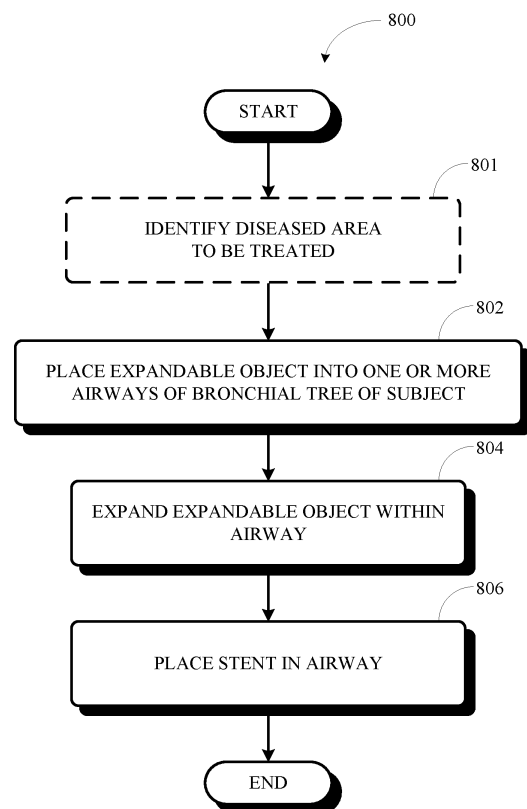 800
START
801
IDENTIFY DISEASED AREA
TO BE TREATED
802
PLACE EXPANDABLE OBJECT INTO ONE OR MORE
AIRWAYS OF BRONCHIAL TREE OF SUBJECT
804
EXPAND EXPANDABLE OBJECT WITHIN
AIRWAY
806
PLACE STENT IN AIRWAY
END